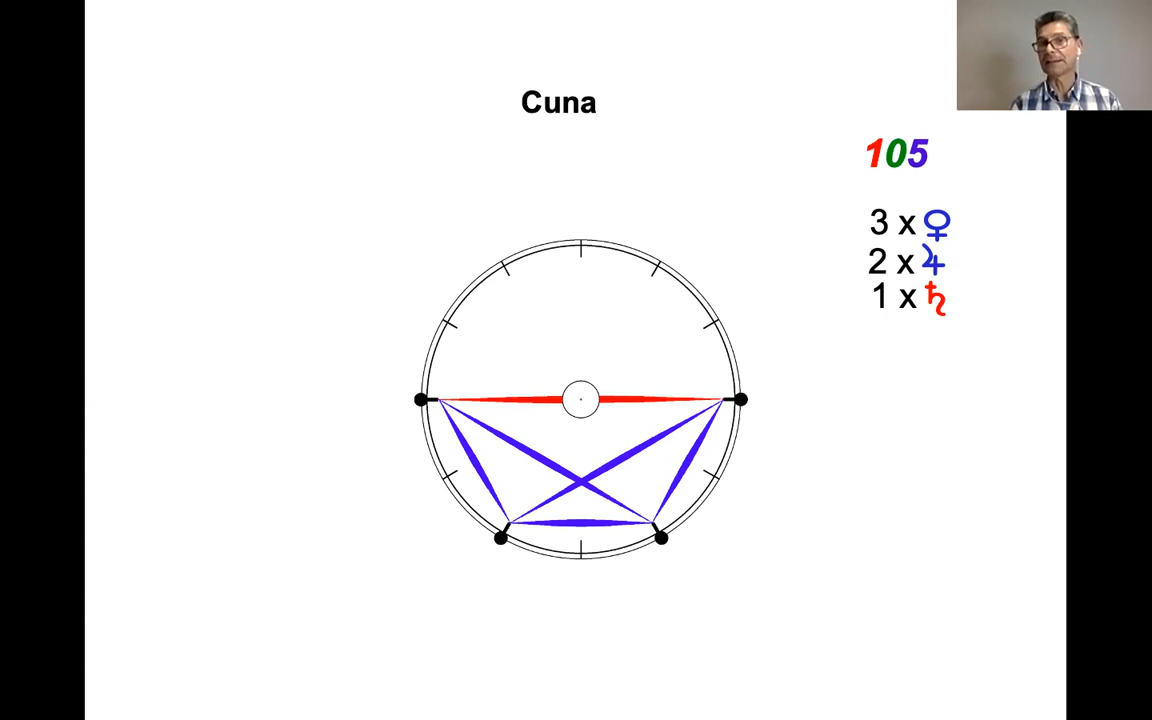 Cuna
105
3 x ♀
2 x ♃
1 x ♄